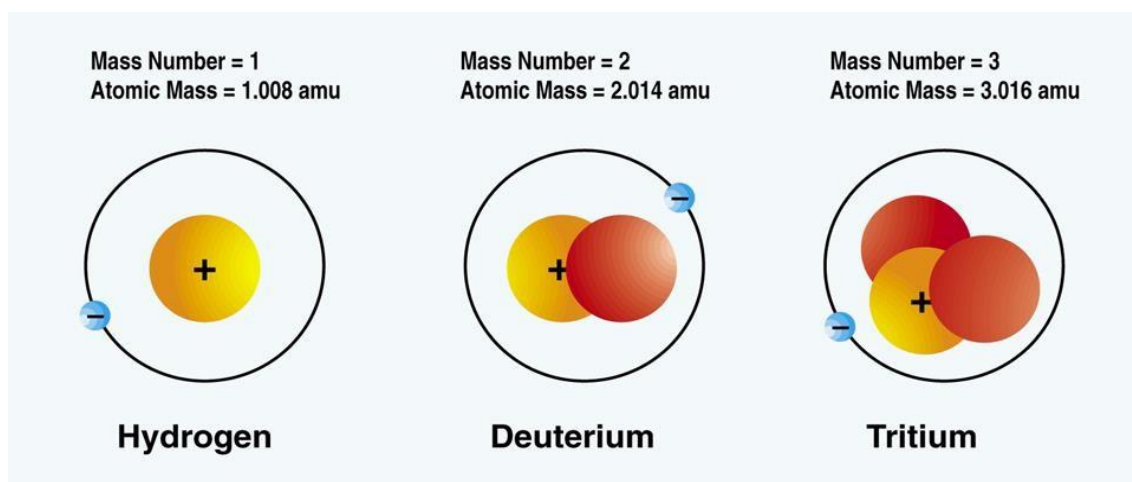 Mass Number = 1
Atomic Mass = 1.008 amu
Mass Number = 2
Atomic Mass = 2.014 amu
Mass Number = 3
Atomic Mass = 3.016 amu
+
−
+
−
+
−
Hydrogen
Deuterium
Tritium